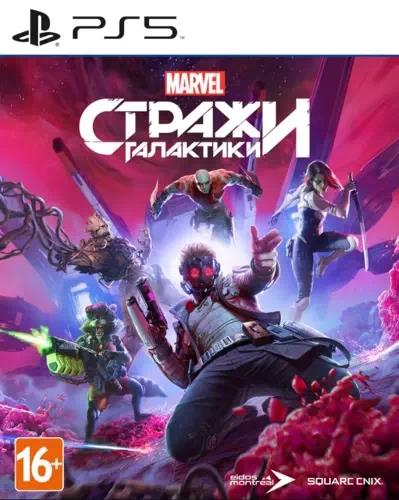 PS5
MARVEL
СТРАЖИ
ГАЛАКТИКИ
16+
eidos
montréal
SQUARE ENIX.